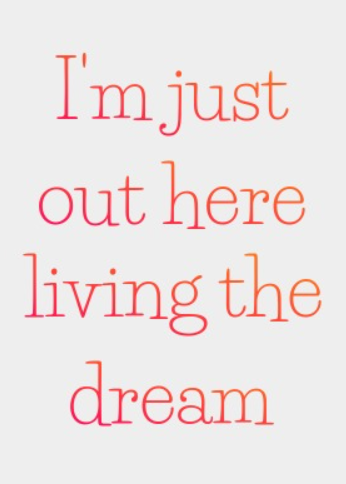 I'm just
out here
living the
dream